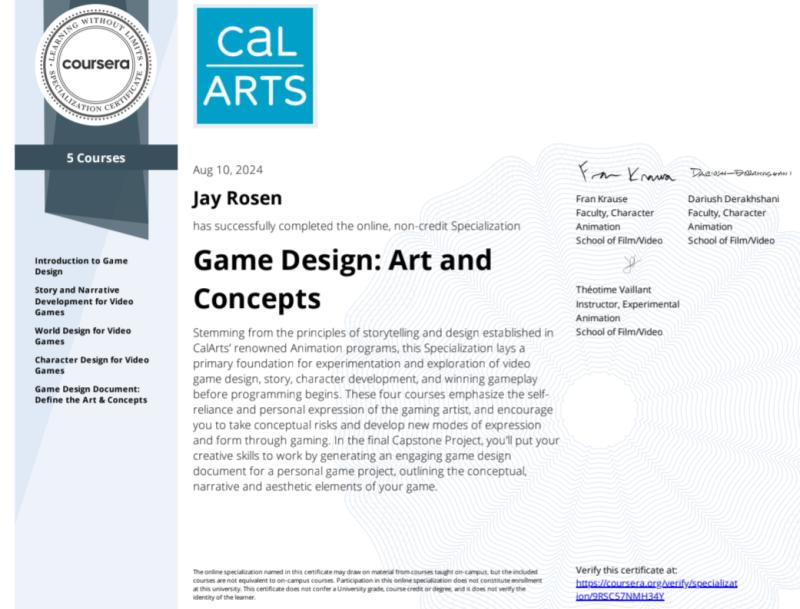 LEARNING WITHOUT LIMITS
coursera
SPECIALIZATION CERTIFICATE
CAL
ARTS
5 Courses
Introduction to Game
Design
Story and Narrative
Development for Video
Games
World Design for Video
Games
Character Design for Video
Games
Game Design Document:
Define the Art & Concepts
Aug 10, 2024
Jay Rosen
has successfully completed the online, non-credit Specialization
Game Design: Art and
Concepts
Stemming from the principles of storytelling and design established in
CalArts' renowned Animation programs, this Specialization lays a
primary foundation for experimentation and exploration of video
game design, story, character development, and winning gameplay
before programming begins. These four courses emphasize the self-
reliance and personal expression of the gaming artist, and encourage
you to take conceptual risks and develop new modes of expression
and form through gaming. In the final Capstone Project, you'll put your
creative skills to work by generating an engaging game design
document for a personal game project, outlining the conceptual,
narrative and aesthetic elements of your game.
Fran Krause
Fran Krause
Faculty, Character
Animation
School of Film/Video
Dariush Derakhshani
Dariush Derakhshani
Faculty, Character
Animation
School of Film/Video
Théotime Vaillant
Instructor, Experimental
Animation
School of Film/Video
The online specialization named in this certificate may draw on material from courses taught on-campus, but the included
courses are not equivalent to on-campus courses. Participation in this online specialization does not constitute enrollment
at this university. This certificate does not confer a University grade, course credit or degree, and it does not verify the
identity of the learner.
Verify this certificate at:
https://coursera.org/verify/specializat
ion/9RSC57NMH34Y